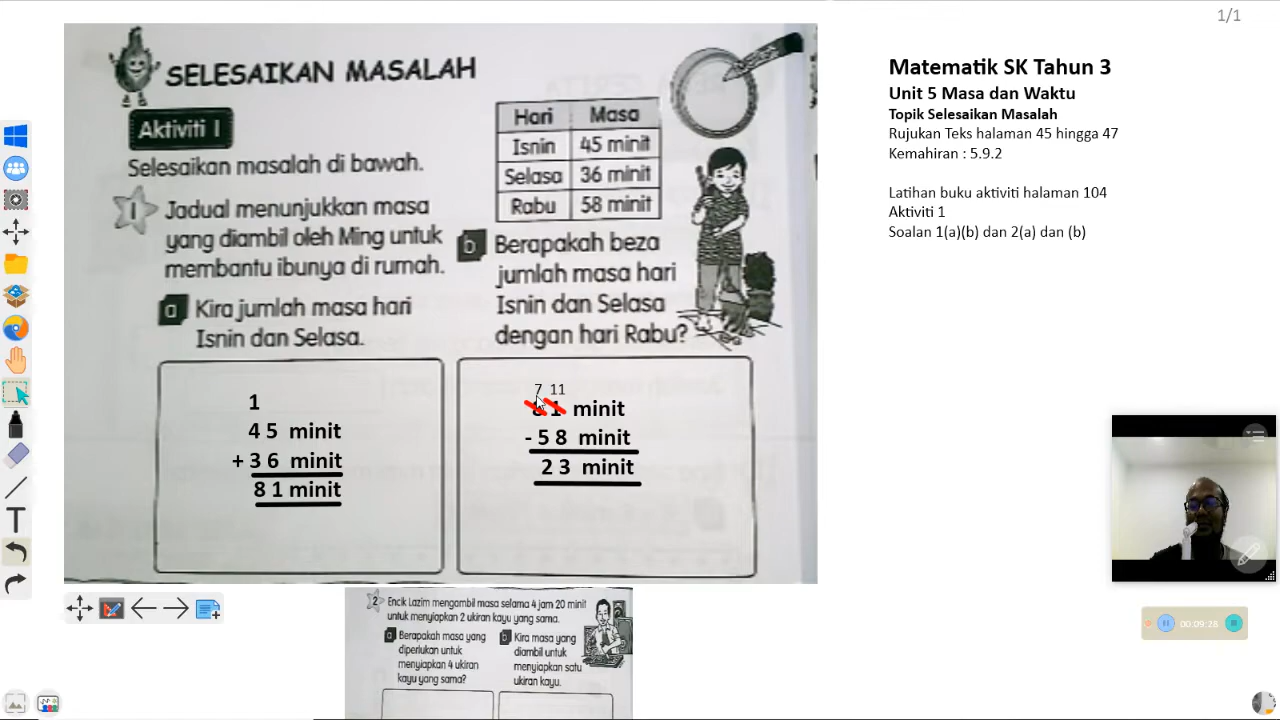 1/1
SELESAIKAN MASALAH
Aktiviti 1
Selesaikan masalah di bawah.
1 Jadual menunjukkan masa
yang diambil oleh Ming untuk
membantu ibunya di rumah.
a Kira jumlah masa hari
Isnin dan Selasa.
Hari Masa
Isnin 45 minit
Selasa 36 minit
Rabu 58 minit
b Berapakah beza
jumlah masa hari
Isnin dan Selasa
dengan hari Rabu?
1
4 5 minit
+ 3 6 minit
8 1 minit
7 11
8 1 minit
- 5 8 minit
2 3 minit
2 Encik Lazim mengambil masa selama 4 jam 20 minit
untuk menyiapkan 2 ukiran kayu yang sama.
a Berapakah masa yang
diperlukan untuk
menyiapkan 4 ukiran
kayu yang sama?
b Kira masa yang
diambil untuk
menyiapkan satu
ukiran kayu.
Matematik SK Tahun 3
Unit 5 Masa dan Waktu
Topik Selesaikan Masalah
Rujukan Teks halaman 45 hingga 47
Kemahiran : 5.9.2
Latihan buku aktiviti halaman 104
Aktiviti 1
Soalan 1(a)(b) dan 2(a) dan (b)
T
00:09:28